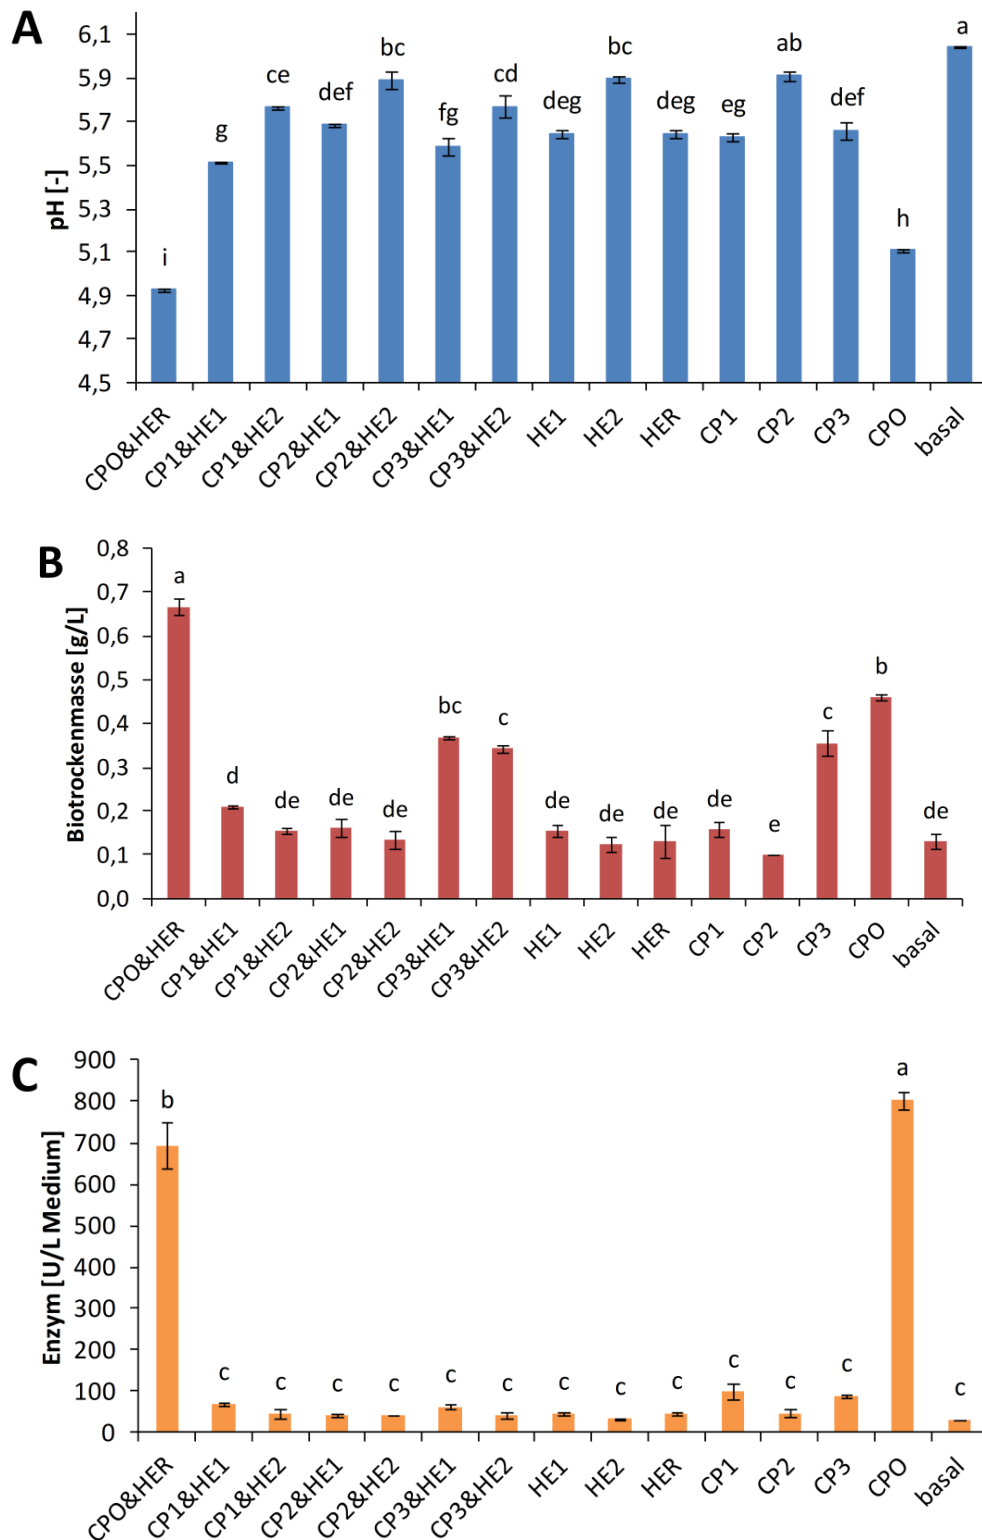 A
pH [-]
6,1
5,9
5,7
5,5
5,3
5,1
4,9
4,7
4,5
i
g
ce
def
bc
fg
cd
deg
bc
deg
eg
ab
def
h
a
CPO&HER
CP1&HE1
CP1&HE2
CP2&HE1
CP2&HE2
CP3&HE1
CP3&HE2
HE1
HE2
HER
CP1
CP2
CP3
CPO
basal
B
Biotrockenmasse [g/L]
0,8
0,7
0,6
0,5
0,4
0,3
0,2
0,1
0,0
a
d
de
de
de
bc
c
de
de
de
de
e
c
b
de
CPO&HER
CP1&HE1
CP1&HE2
CP2&HE1
CP2&HE2
CP3&HE1
CP3&HE2
HE1
HE2
HER
CP1
CP2
CP3
CPO
basal
C
Enzym [U/L Medium]
900
800
700
600
500
400
300
200
100
0
b
c
c
c
c
c
c
c
c
c
c
c
c
a
c
CPO&HER
CP1&HE1
CP1&HE2
CP2&HE1
CP2&HE2
CP3&HE1
CP3&HE2
HE1
HE2
HER
CP1
CP2
CP3
CPO
basal